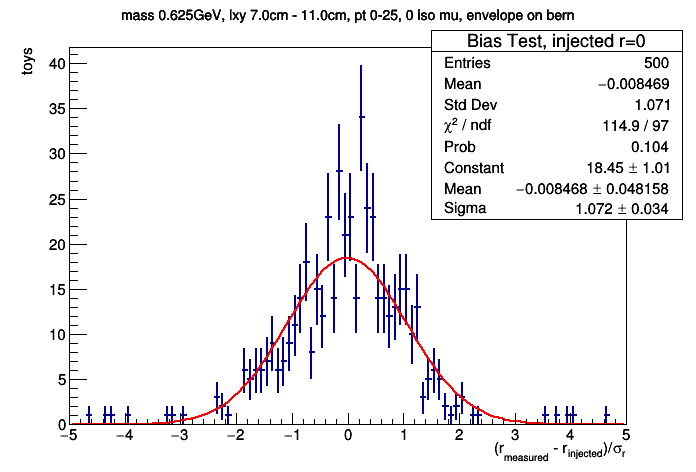 mass 0.625GeV, lxy 7.0cm - 11.0cm, pt 0-25, 0 Iso mu, envelope on bern
toys
Bias Test, injected r=0
Entries 500
Mean −0.008469
Std Dev 1.071
χ² / ndf 114.9 / 97
Prob 0.104
Constant 18.45 ± 1.01
Mean −0.008468 ± 0.048158
Sigma 1.072 ± 0.034
40
35
30
25
20
15
10
5
0
−5 −4 −3 −2 −1 0 1 2 3 4 5
(r_measured - r_injected)/σ_r